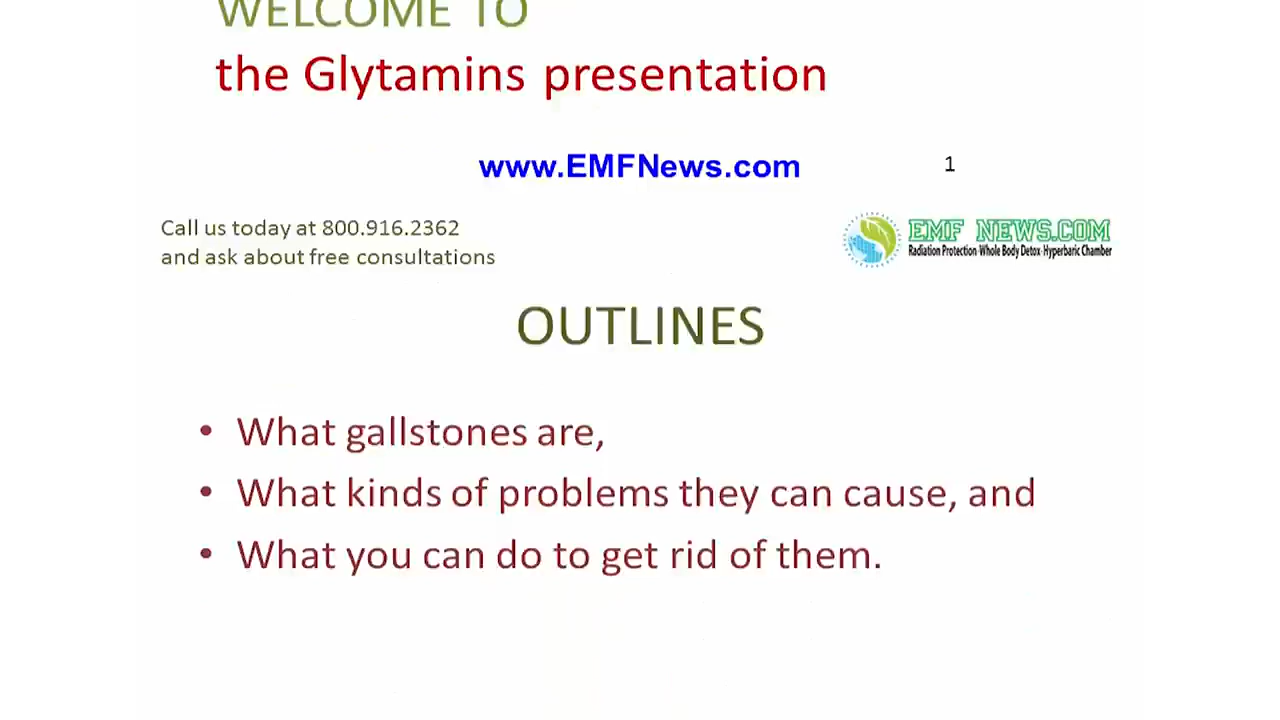 WELCOME TO
the Glytamins presentation
www.EMFNews.com
1
Call us today at 800.916.2362
and ask about free consultations
EMF NEWS.COM
Radiation Protection-Whole Body Detox-Hyperbaric Chamber
OUTLINES
• What gallstones are,
• What kinds of problems they can cause, and
• What you can do to get rid of them.